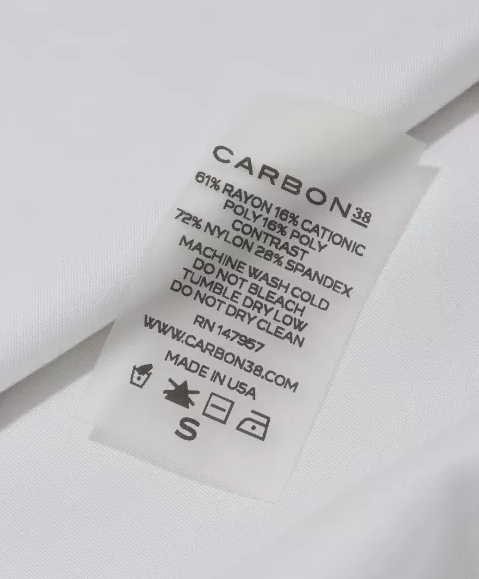 CARBON38
61% RAYON 16% CATIONIC
POLY 16% POLY
CONTRAST
72% NYLON 28% SPANDEX
MACHINE WASH COLD
DO NOT BLEACH
TUMBLE DRY LOW
DO NOT DRY CLEAN
RN 147957
WWW.CARBON38.COM
MADE IN USA
S